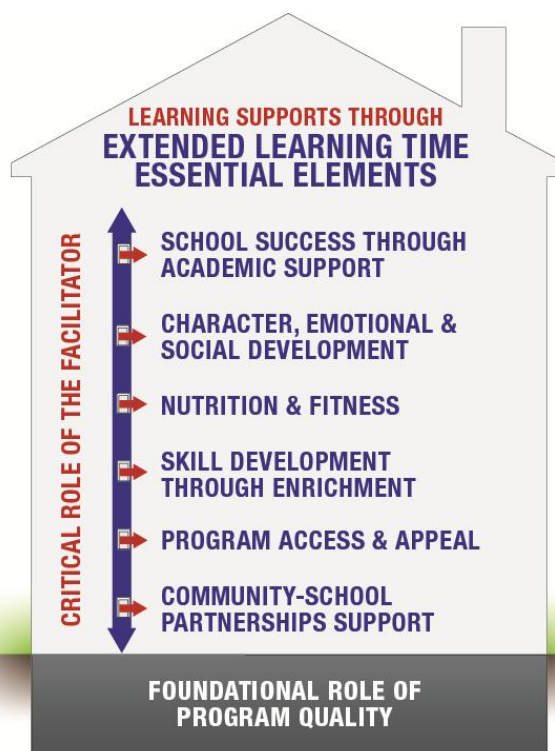 LEARNING SUPPORTS THROUGH
EXTENDED LEARNING TIME
ESSENTIAL ELEMENTS
CRITICAL ROLE OF THE FACILITATOR
SCHOOL SUCCESS THROUGH
ACADEMIC SUPPORT
CHARACTER, EMOTIONAL &
SOCIAL DEVELOPMENT
NUTRITION & FITNESS
SKILL DEVELOPMENT
THROUGH ENRICHMENT
PROGRAM ACCESS & APPEAL
COMMUNITY-SCHOOL
PARTNERSHIPS SUPPORT
FOUNDATIONAL ROLE OF
PROGRAM QUALITY